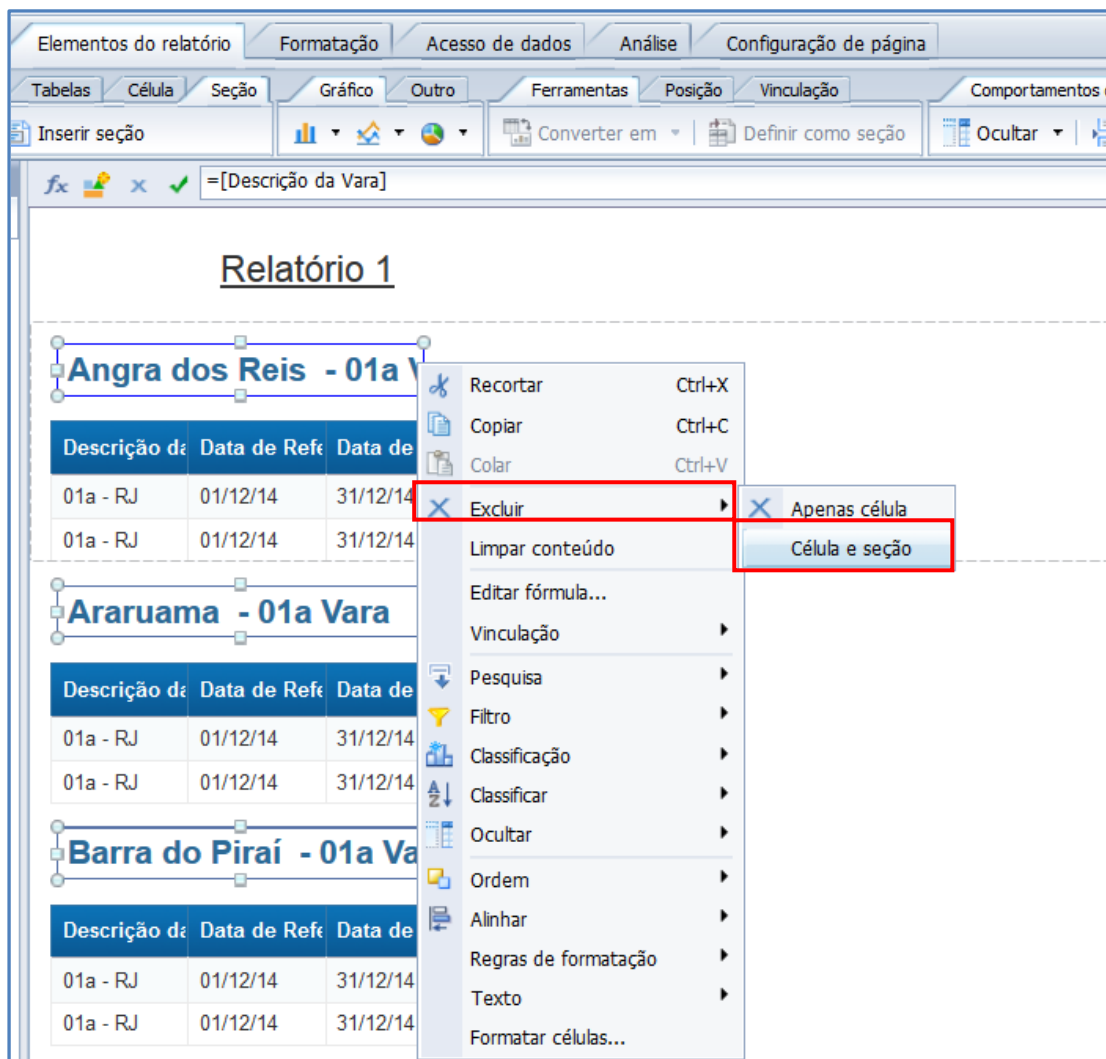 Elementos do relatório Formatação Acesso de dados Análise Configuração de página
Tabelas Célula Seção Gráfico Outro Ferramentas Posição Vinculação Comportamentos
Inserir seção Converter em Definir como seção Ocultar
fx =[Descrição da Vara]
Relatório 1
Angra dos Reis - 01a V
Descrição da Data de Refe Data de
01a - RJ 01/12/14 31/12/14
01a - RJ 01/12/14 31/12/14
Araruama - 01a Vara
Descrição da Data de Refe Data de
01a - RJ 01/12/14 31/12/14
01a - RJ 01/12/14 31/12/14
Barra do Piraí - 01a Va
Descrição da Data de Refe Data de
01a - RJ 01/12/14 31/12/14
01a - RJ 01/12/14 31/12/14
Recortar Ctrl+X
Copiar Ctrl+C
Colar Ctrl+V
Excluir
Limpar conteúdo
Editar fórmula...
Vinculação
Pesquisa
Filtro
Classificação
Classificar
Ocultar
Ordem
Alinhar
Regras de formatação
Texto
Formatar células...
Apenas célula
Célula e seção